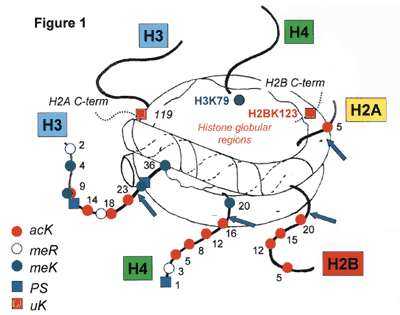 Figure 1
H3
H4
H2B C-term
H3K79
H2A C-term
119
H2BK123
H2A
5
Histone globular
regions
H3
2
4
9
14
18
23
36
20
16
12
8
5
3
1
H4
20
15
12
5
H2B
acK
meR
meK
PS
uK